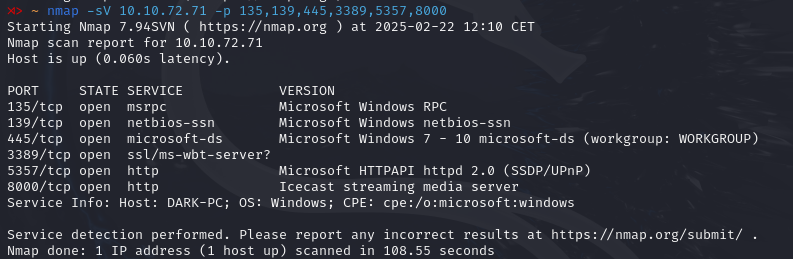 >> ~ nmap -sV 10.10.72.71 -p 135,139,445,3389,5357,8000
Starting Nmap 7.94SVN ( https://nmap.org ) at 2025-02-22 12:10 CET
Nmap scan report for 10.10.72.71
Host is up (0.060s latency).

PORT     STATE SERVICE            VERSION
135/tcp  open  msrpc              Microsoft Windows RPC
139/tcp  open  netbios-ssn        Microsoft Windows netbios-ssn
445/tcp  open  microsoft-ds       Microsoft Windows 7 - 10 microsoft-ds (workgroup: WORKGROUP)
3389/tcp open  ssl/ms-wbt-server?
5357/tcp open  http               Microsoft HTTPAPI httpd 2.0 (SSDP/UPnP)
8000/tcp open  http               Icecast streaming media server
Service Info: Host: DARK-PC; OS: Windows; CPE: cpe:/o:microsoft:windows

Service detection performed. Please report any incorrect results at https://nmap.org/submit/ .
Nmap done: 1 IP address (1 host up) scanned in 108.55 seconds